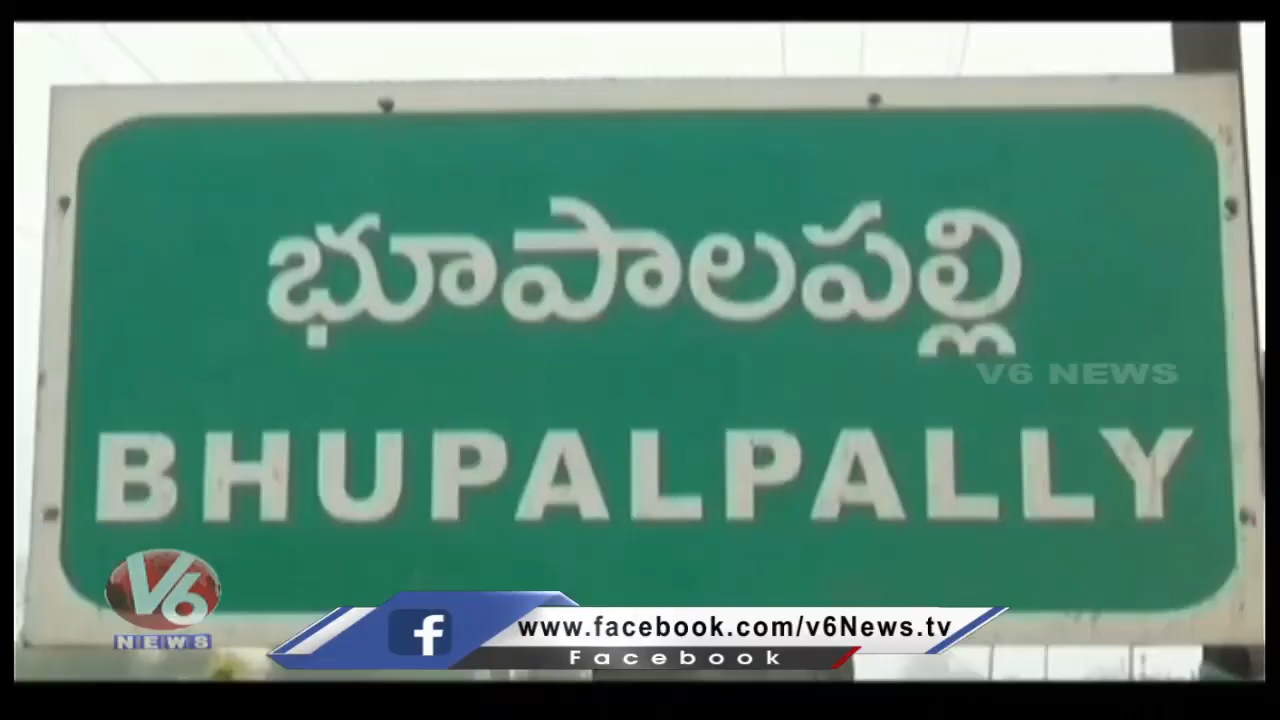 భూపాలపల్లి
V6 NEWS
BHUPALPALLY
V6
NEWS
f www.facebook.com/v6News.tv
Facebook